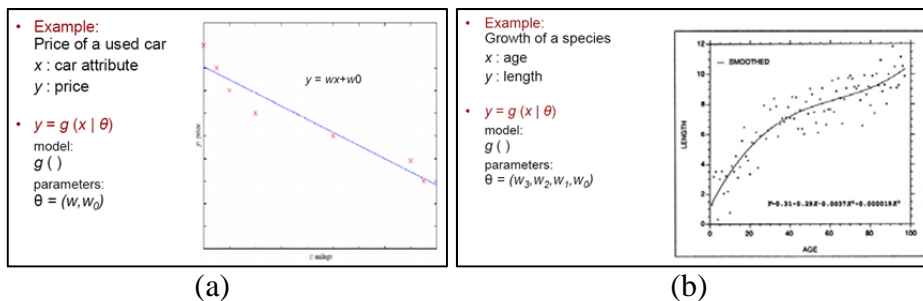 • Example:
Price of a used car
x : car attribute
y : price
• y = g (x | θ)
model:
g ( )
parameters:
θ = (w,w₀)
y = wx+w0
(a)
• Example:
Growth of a species
x : age
y : length
• y = g (x | θ)
model:
g ( )
parameters:
θ = (w₃,w₂,w₁,w₀)
— SMOOTHED
LENGTH
12
10
8
6
4
2
0
0 20 40 60 80 100
AGE
(b)